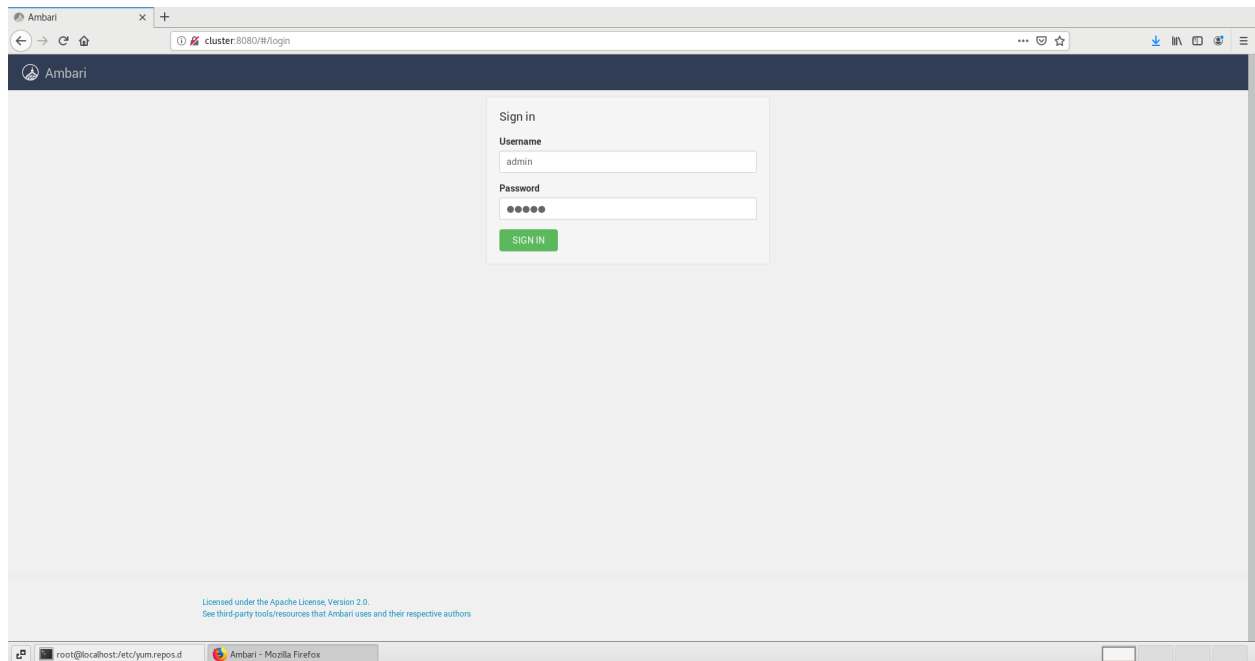 Ambari
cluster:8080/#/login
Ambari
Sign in
Username
admin
Password
SIGN IN
Licensed under the Apache License, Version 2.0.
See third-party tools/resources that Ambari uses and their respective authors
root@localhost:/etc/yum.repos.d
Ambari - Mozilla Firefox